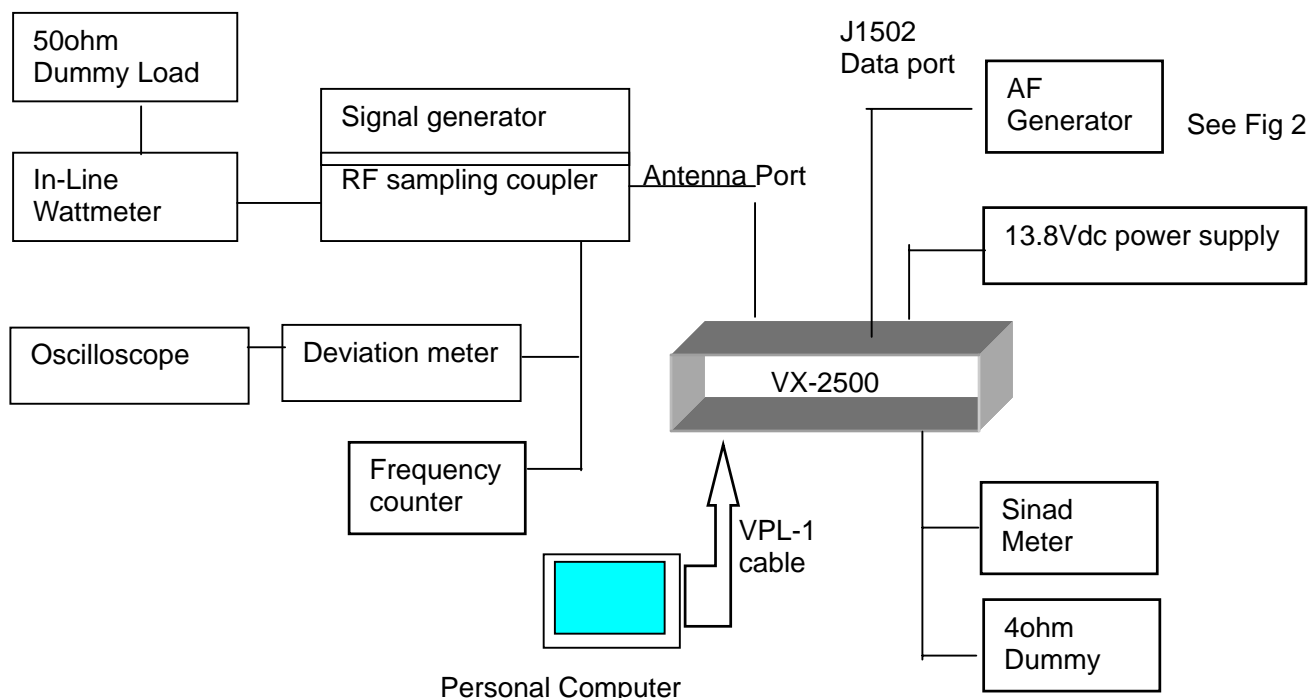 50ohm
Dummy Load
J1502
Data port
AF
Generator
See Fig 2
Signal generator
In-Line
Wattmeter
RF sampling coupler
Antenna Port
13.8Vdc power supply
Oscilloscope
Deviation meter
VX-2500
Frequency
counter
VPL-1
cable
Sinad
Meter
4ohm
Dummy
Personal Computer